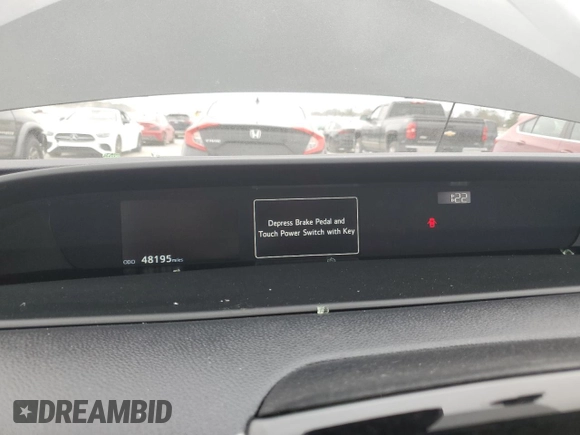 1:22
Depress Brake Pedal and
Touch Power Switch with Key
ODO 48195 miles
DREAMBID